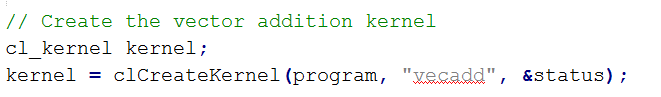 // Create the vector addition kernel
cl_kernel kernel;
kernel = clCreateKernel(program, "vecadd", &status);